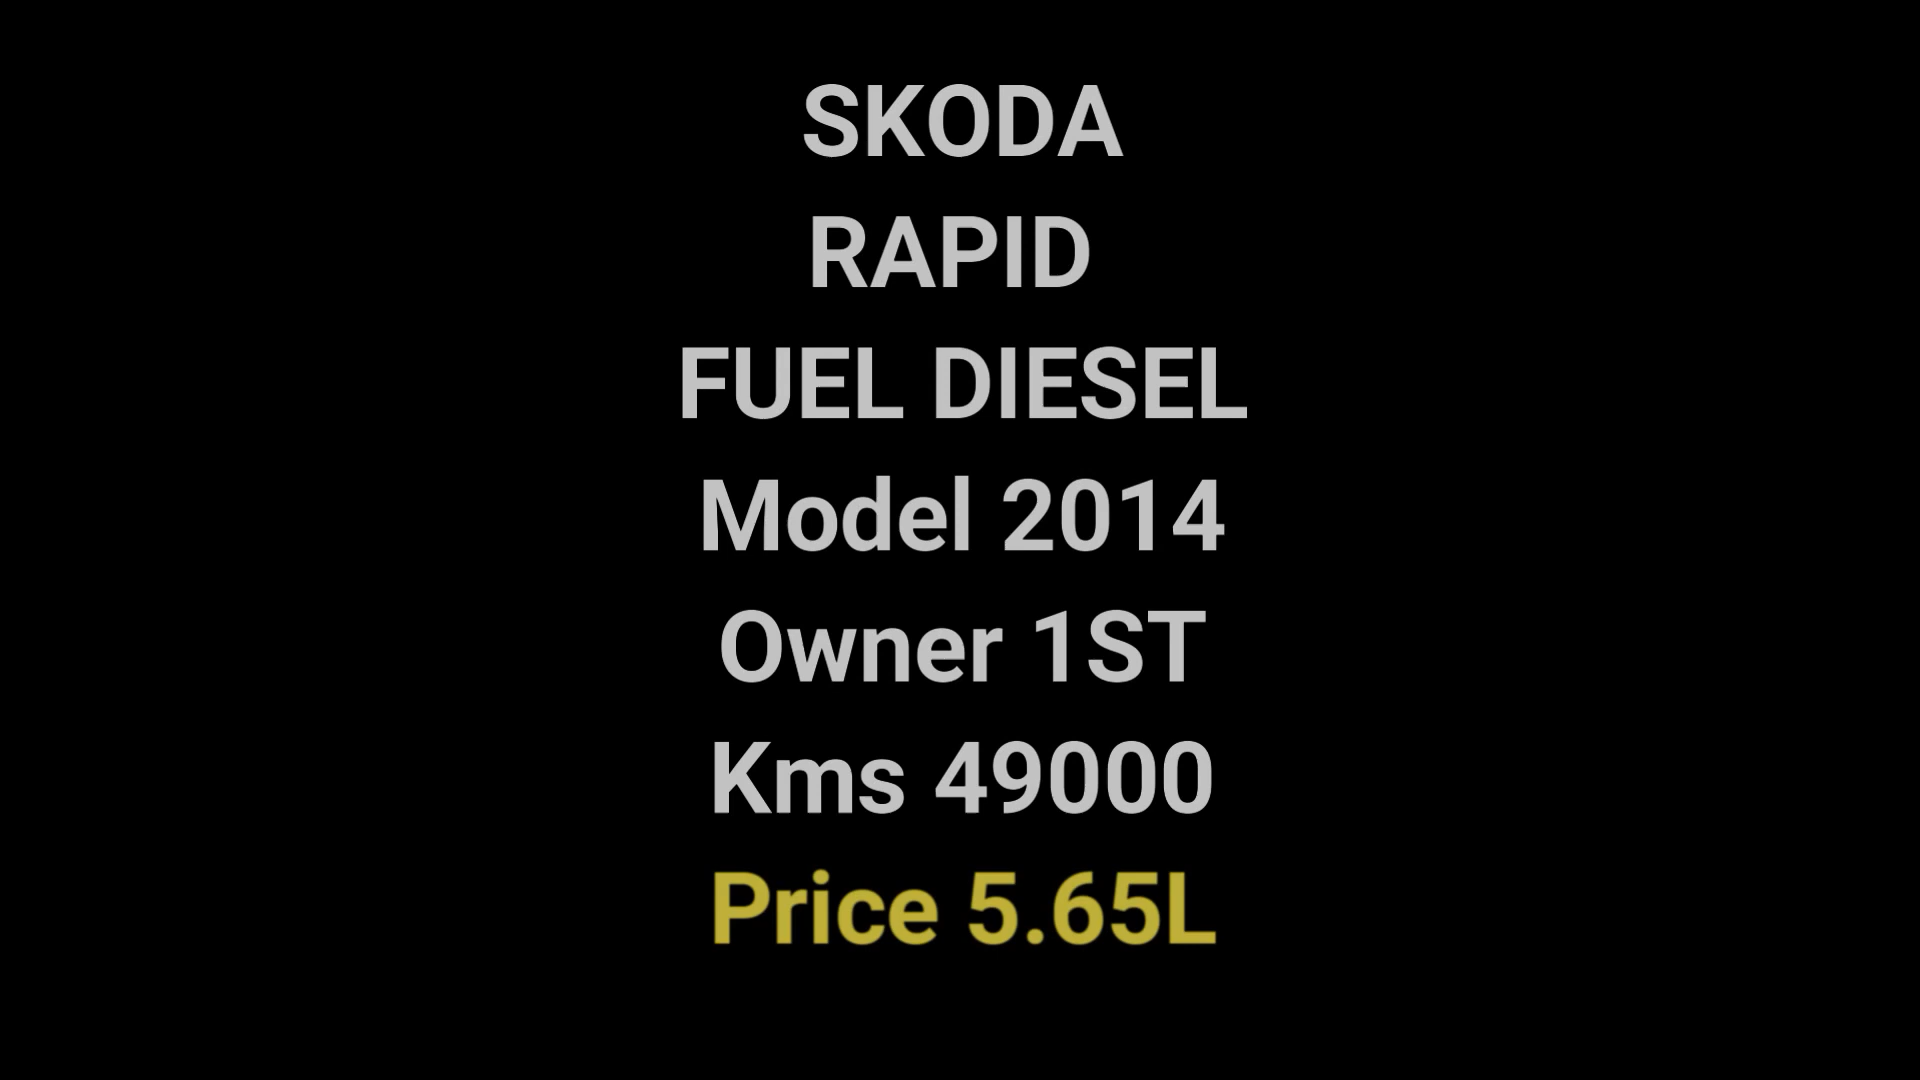 SKODA
RAPID
FUEL DIESEL
Model 2014
Owner 1ST
Kms 49000
Price 5.65L